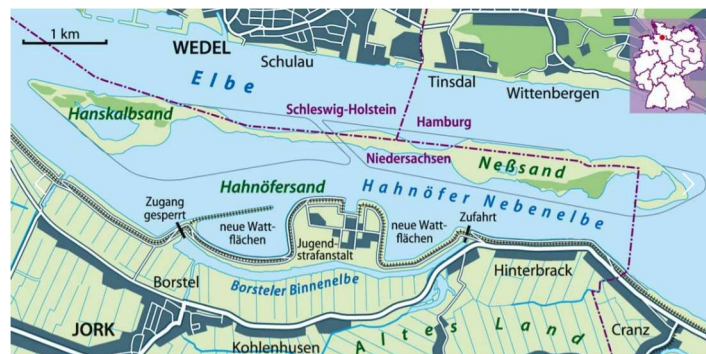 1 km
WEDEL
Schulau
Elbe
Tinsdal
Wittenbergen
Hanskalbsand
Schleswig-Holstein
Hamburg
Niedersachsen
Neßsand
Hahnöfersand
Hahnöfer Nebenelbe
Zugang
gesperrt
neue Watt-
flächen
Jugend-
strafanstalt
neue Watt-
flächen
Zufahrt
Borstel
Borsteler Binnenelbe
Hinterbrack
JORK
Kohlenhusen
Altes Land
Cranz